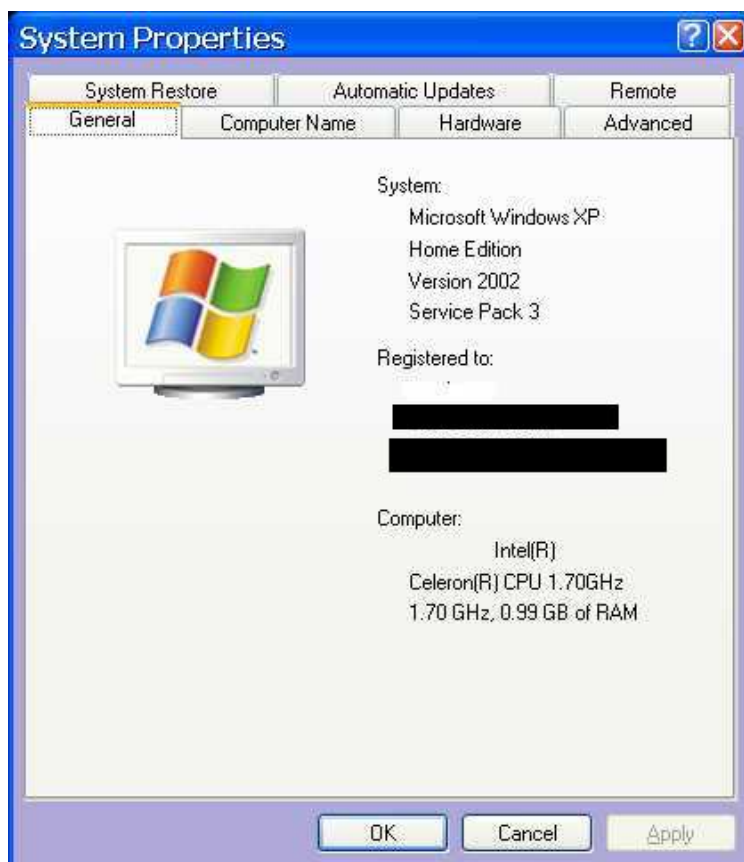 System Properties
System Restore
Automatic Updates
Remote
General
Computer Name
Hardware
Advanced
System:
Microsoft Windows XP
Home Edition
Version 2002
Service Pack 3
Registered to:
Computer:
Intel(R)
Celeron(R) CPU 1.70GHz
1.70 GHz, 0.99 GB of RAM
OK
Cancel
Apply